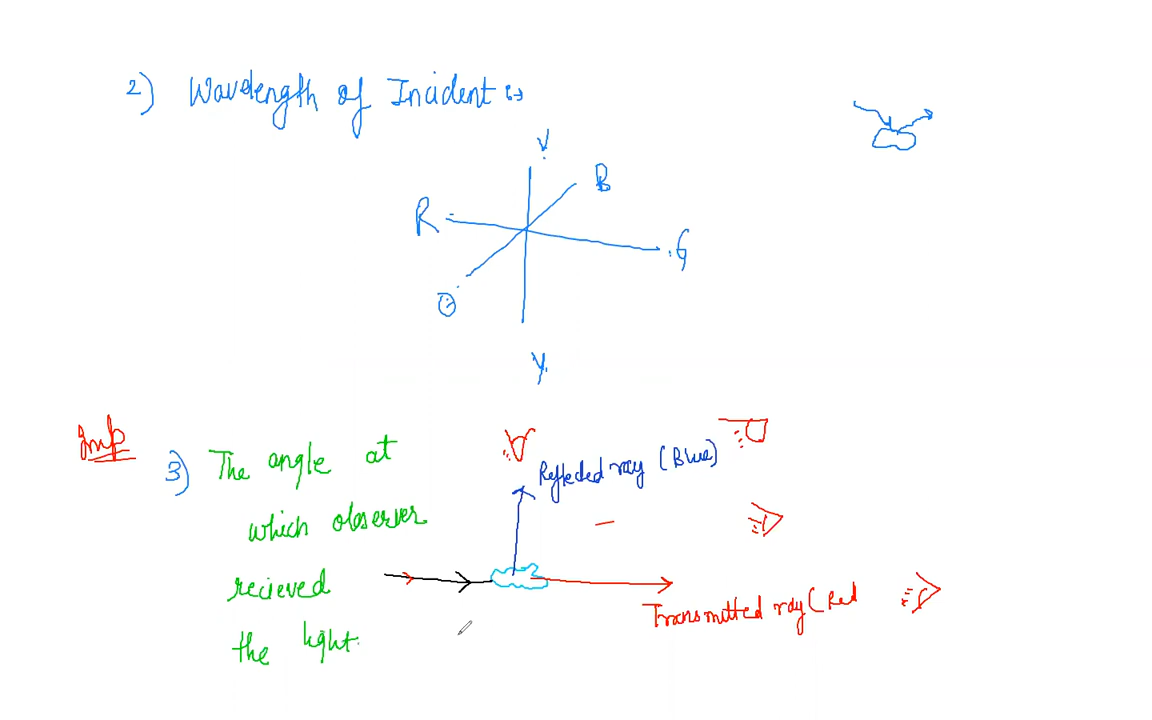 2) Wavelength of Incident :→
V
B
R
G
O
Y
Imp
3) The angle at
which observer
recieved
the light.
Reflected ray (Blue)
Transmitted ray (Red